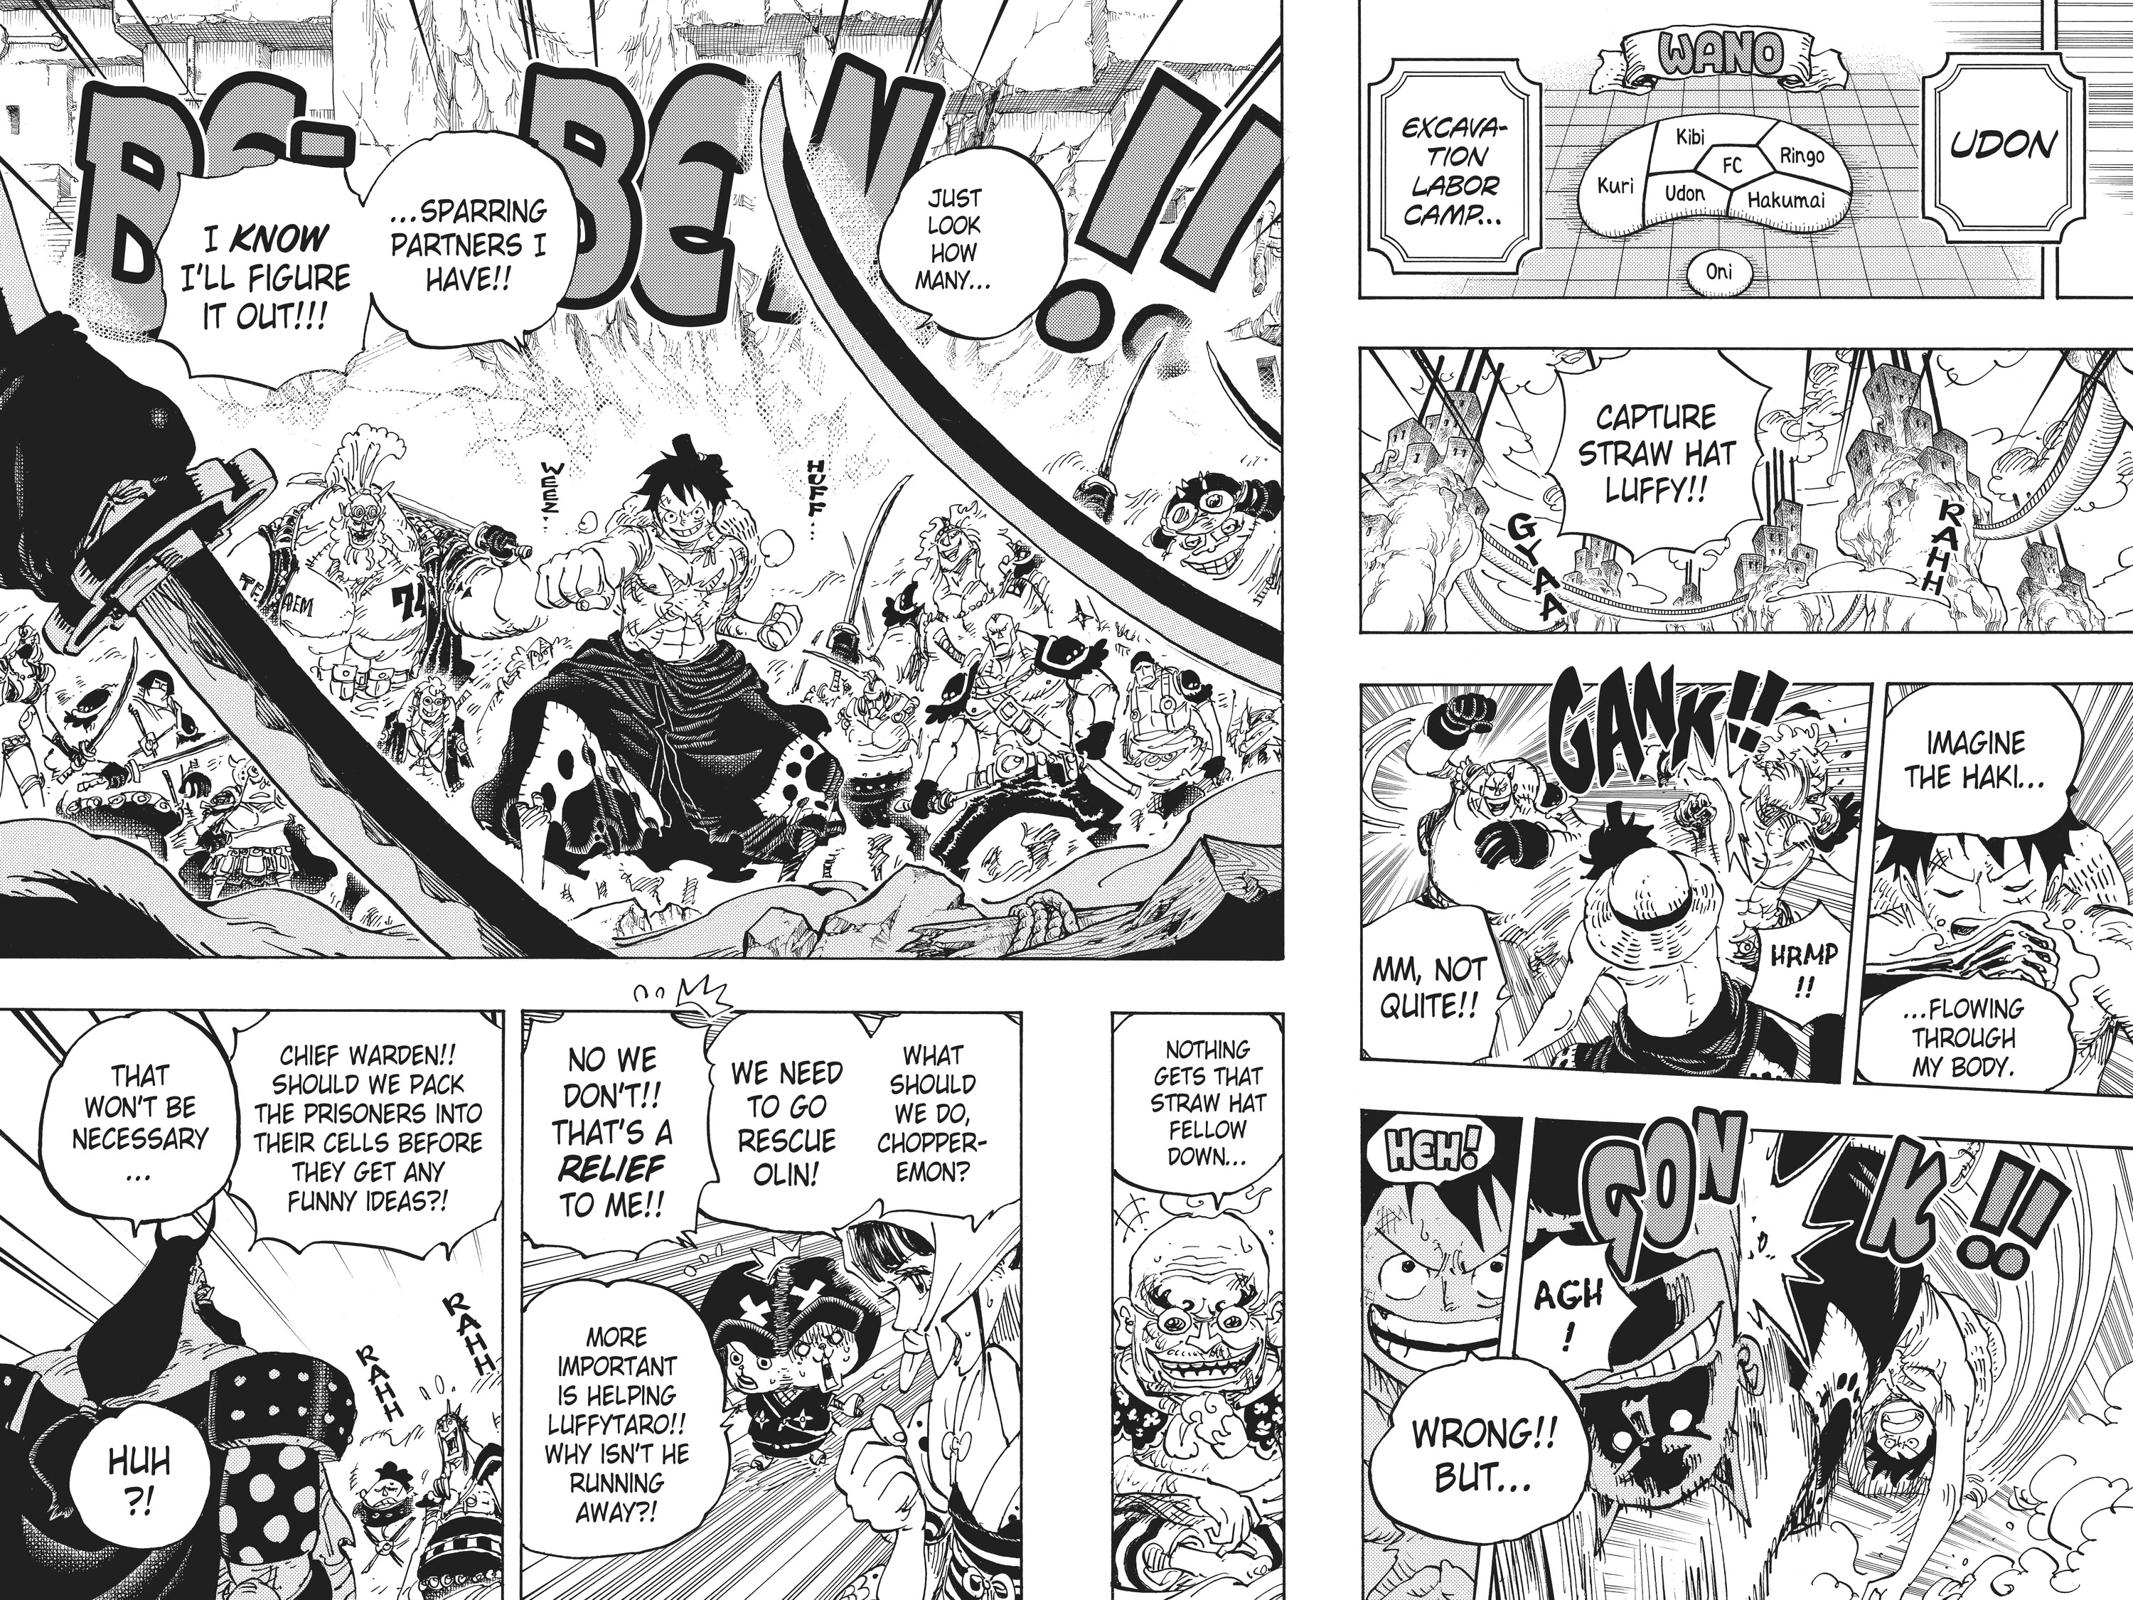 UDON
WANO
Kibi
Ringo
FC
Kuri
Udon
Hakumai
Oni
EXCAVA-
TION
LABOR
CAMP...
CAPTURE
STRAW HAT
LUFFY!!
RAHH
GYAAA
IMAGINE
THE HAKI...
...FLOWING
THROUGH
MY BODY.
GANK!!
HRMP
!!
MM, NOT
QUITE!!
GONK!!
AGH
!
HEH!
WRONG!!
BUT...
JUST
LOOK
HOW
MANY...
...SPARRING
PARTNERS I
HAVE!!
I KNOW
I'LL FIGURE
IT OUT!!!
HUFF...
WEEZ..
NOTHING
GETS THAT
STRAW HAT
FELLOW
DOWN...
WHAT
SHOULD
WE DO,
CHOPPER-
EMON?
WE NEED
TO GO
RESCUE
OLIN!
NO WE
DON'T!!
THAT'S A
RELIEF
TO ME!!
MORE
IMPORTANT
IS HELPING
LUFFYTARO!!
WHY ISN'T HE
RUNNING
AWAY?!
CHIEF WARDEN!!
SHOULD WE PACK
THE PRISONERS INTO
THEIR CELLS BEFORE
THEY GET ANY
FUNNY IDEAS?!
THAT
WON'T BE
NECESSARY
...
RAHH
RAHH
HUH
?!